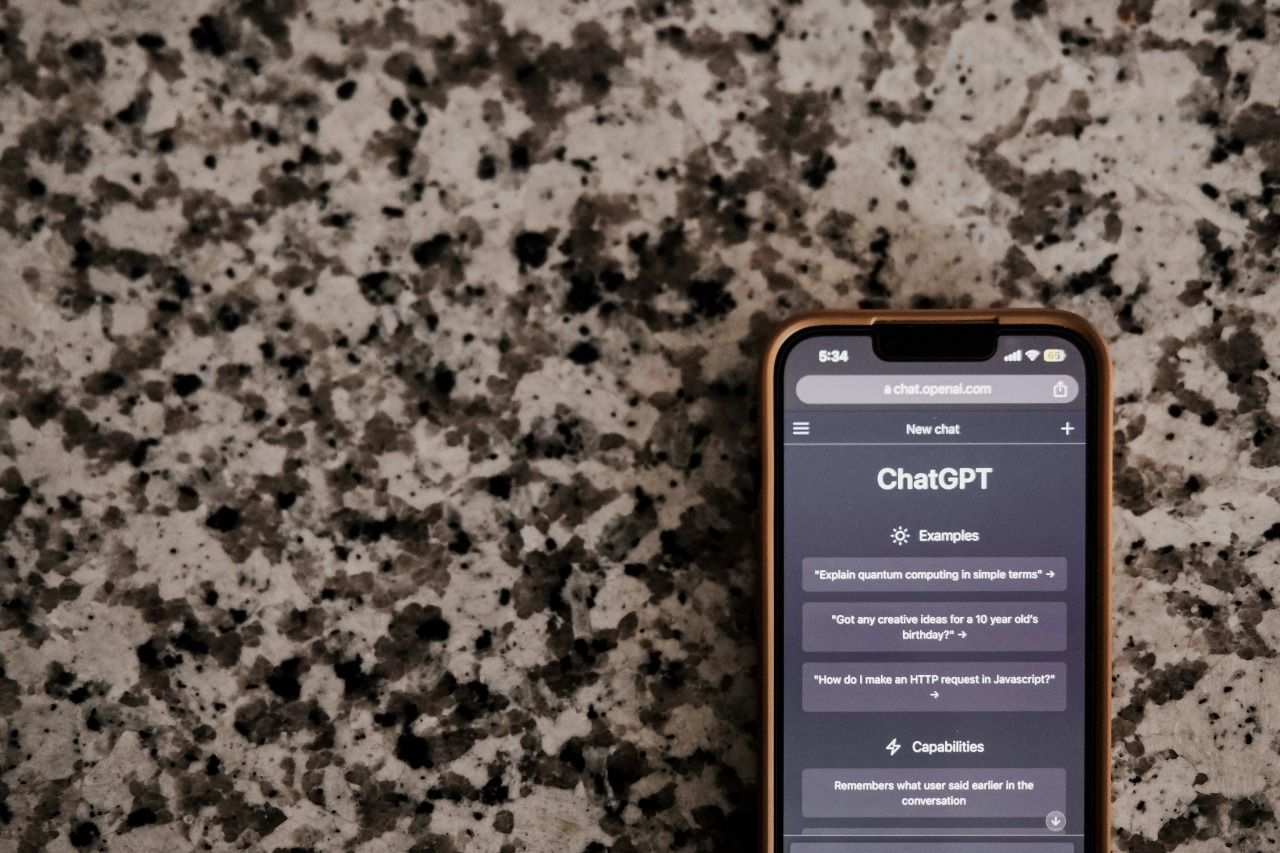 5:34
65
chat.openai.com
New chat
ChatGPT
Examples
"Explain quantum computing in simple terms" →
"Got any creative ideas for a 10 year old's
birthday?" →
"How do I make an HTTP request in Javascript?"
→
Capabilities
Remembers what user said earlier in the
conversation